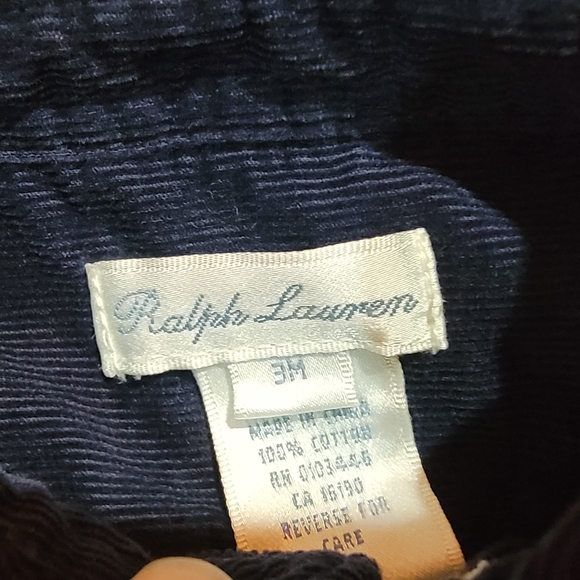 Ralph Lauren
3M
MADE IN CHINA
100% COTTON
RN 0103446
CA 16190
REVERSE FOR
CARE